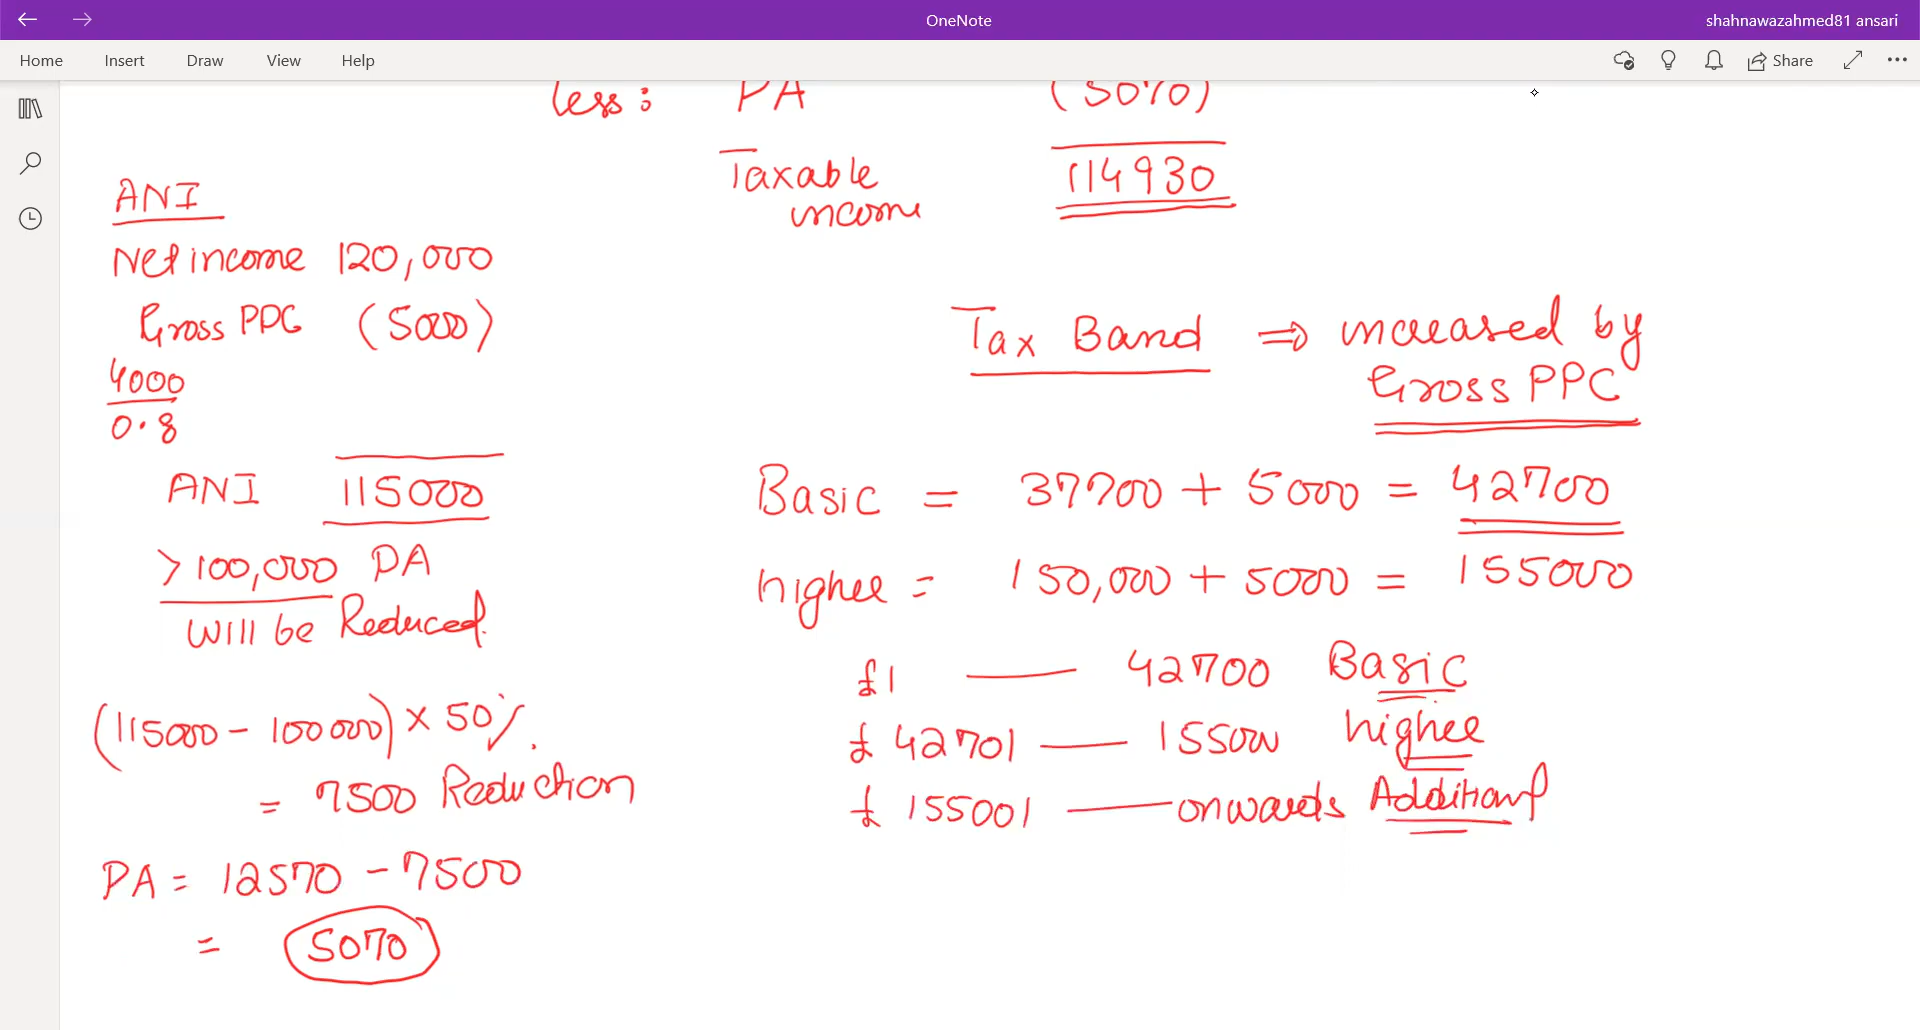 OneNote
shahnawazahmed81 ansari
Home Insert Draw View Help
Share
less : PA (5070)
Taxable income 114930
ANI
Net income 120,000
Gross PPC (5000)
4000
0.8
ANI 115000
>100,000 PA
will be Reduced.
(115000 - 100000) × 50%.
= 7500 Reduction
PA = 12570 - 7500
= 5070
Tax Band ⇒ increased by
Gross PPC
Basic = 37700 + 5000 = 42700
higher = 150,000 + 5000 = 155000
£1 — 42700 Basic
£ 42701 — 155000 higher
£ 155001 — onwards Additional